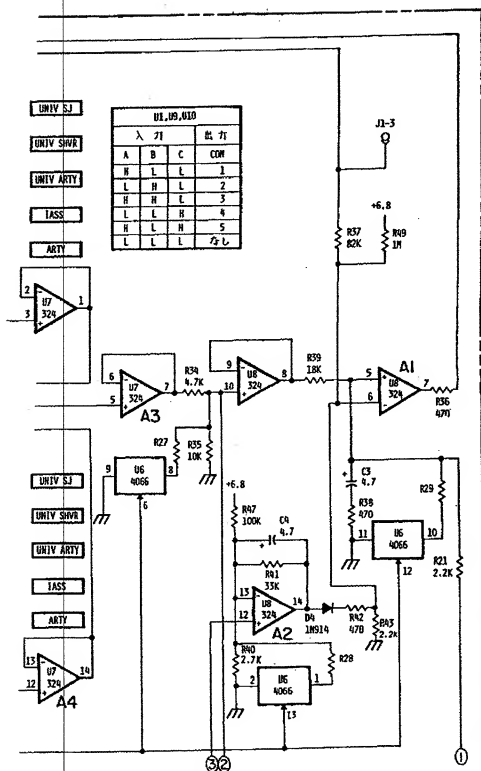 UNIV SJ
UNIV SHVR
UNIV ARTY
IASS
ARTY
U1,U9,U10
入 力 出 力
A B C COM
H L L 1
L H L 2
H H L 3
L L H 4
H L H 5
L L L なし
J1-3
+6.8
R37
82K
R49
1M
2
3
U7
324
1
6
5
U7
324
7
A3
R34
4.7K
9
10
U8
324
8
R39
18K
5
6
U8
324
7
A1
R36
470
R27
R35
10K
9
U6
4066
8
6
+6.8
R47
100K
C4
4.7
+
R41
33K
13
12
U8
324
14
A2
D4
1N914
R42
470
R43
2.2K
C3
4.7
+
R38
470
R29
11
U6
4066
10
12
R21
2.2K
R40
2.7K
R28
2
U6
4066
1
13
UNIV SJ
UNIV SHVR
UNIV ARTY
IASS
ARTY
13
12
U7
324
14
A4
③ ② ①